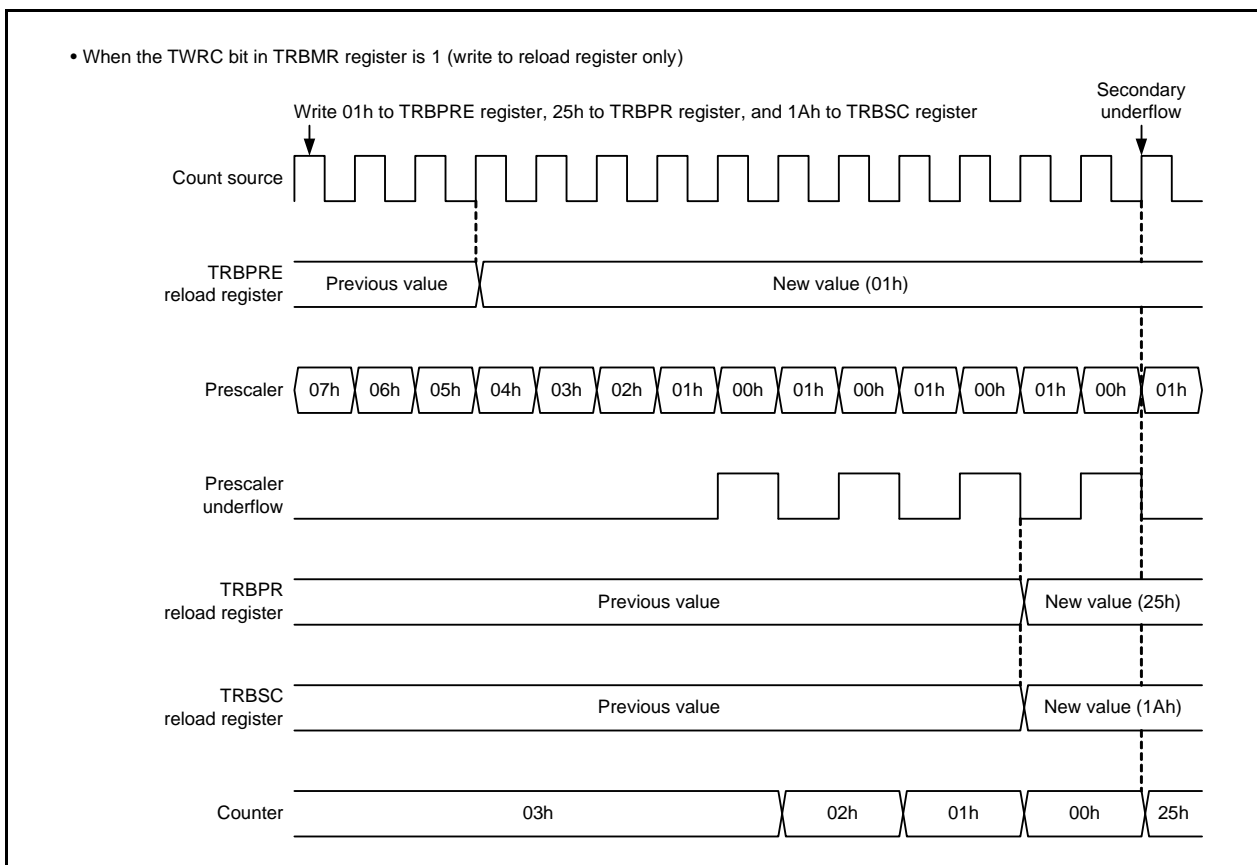 • When the TWRC bit in TRBMR register is 1 (write to reload register only)
Secondary
underflow
Write 01h to TRBPRE register, 25h to TRBPR register, and 1Ah to TRBSC register
Count source
TRBPRE
reload register
Previous value
New value (01h)
Prescaler
07h 06h 05h 04h 03h 02h 01h 00h 01h 00h 01h 00h 01h 00h 01h
Prescaler
underflow
TRBPR
reload register
Previous value
New value (25h)
TRBSC
reload register
Previous value
New value (1Ah)
Counter
03h 02h 01h 00h 25h